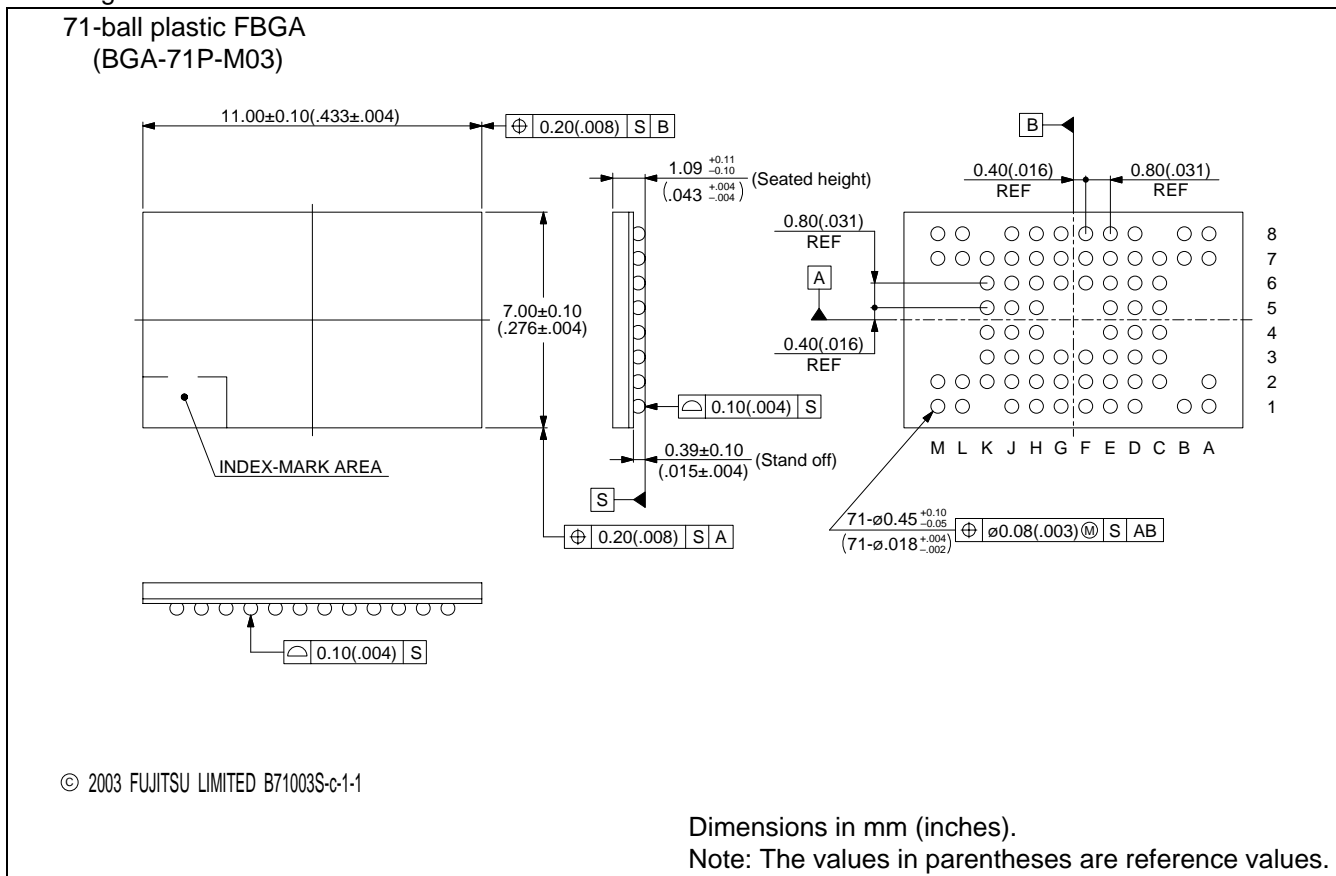 71-ball plastic FBGA
(BGA-71P-M03)
11.00±0.10(.433±.004)
⌖ 0.20(.008) S B
1.09 +0.11 −0.10 (Seated height)
(.043 +.004 −.004)
B
0.40(.016) REF
0.80(.031) REF
0.80(.031) REF
A
0.40(.016) REF
8
7
6
5
4
3
2
1
M L K J H G F E D C B A
7.00±0.10
(.276±.004)
⌓ 0.10(.004) S
0.39±0.10 (Stand off)
(.015±.004)
INDEX-MARK AREA
S
⌖ 0.20(.008) S A
71-ø0.45 +0.10 −0.05 ⌖ ø0.08(.003) Ⓜ S AB
(71-ø.018 +.004 −.002)
⌓ 0.10(.004) S
© 2003 FUJITSU LIMITED B71003S-c-1-1
Dimensions in mm (inches).
Note: The values in parentheses are reference values.